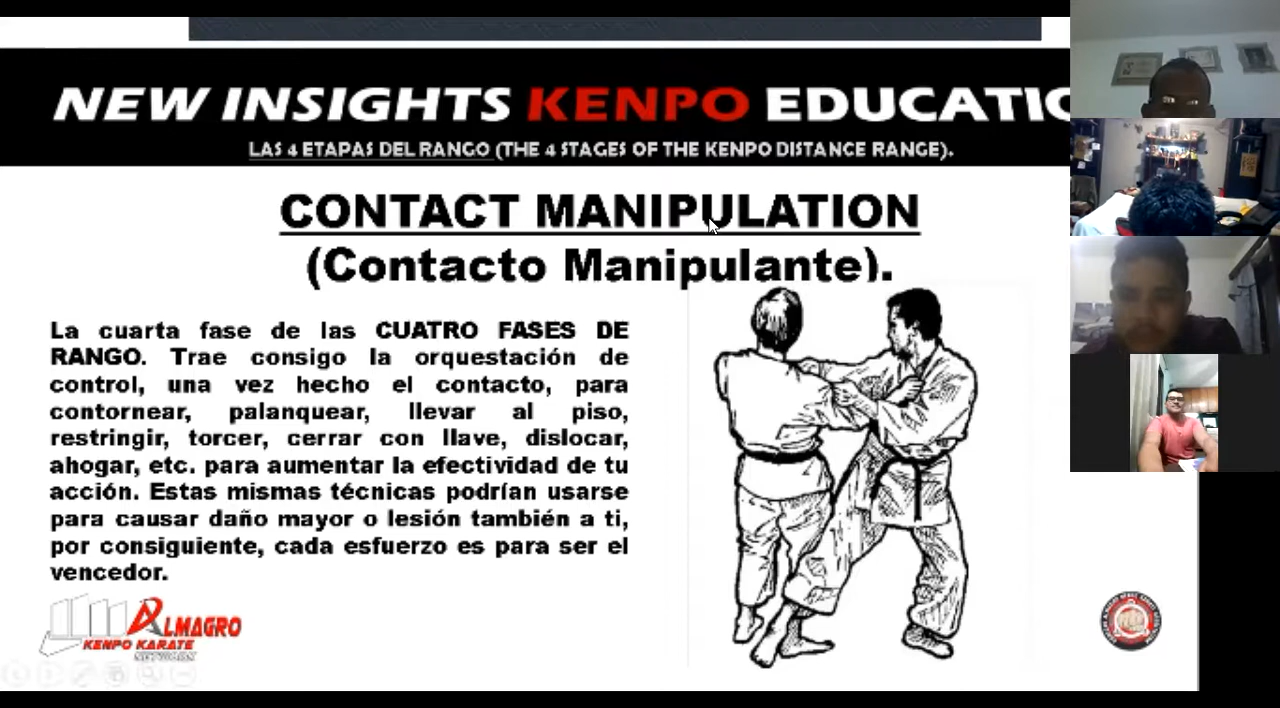 NEW INSIGHTS KENPO EDUCATIO
LAS 4 ETAPAS DEL RANGO (THE 4 STAGES OF THE KENPO DISTANCE RANGE).
CONTACT MANIPULATION
(Contacto Manipulante).
La cuarta fase de las CUATRO FASES DE
RANGO. Trae consigo la orquestación de
control, una vez hecho el contacto, para
contornear, palanquear, llevar al piso,
restringir, torcer, cerrar con llave, dislocar,
ahogar, etc. para aumentar la efectividad de tu
acción. Estas mismas técnicas podrían usarse
para causar daño mayor o lesión también a ti,
por consiguiente, cada esfuerzo es para ser el
vencedor.
ALMAGRO
KENPO KARATE
NETWORK